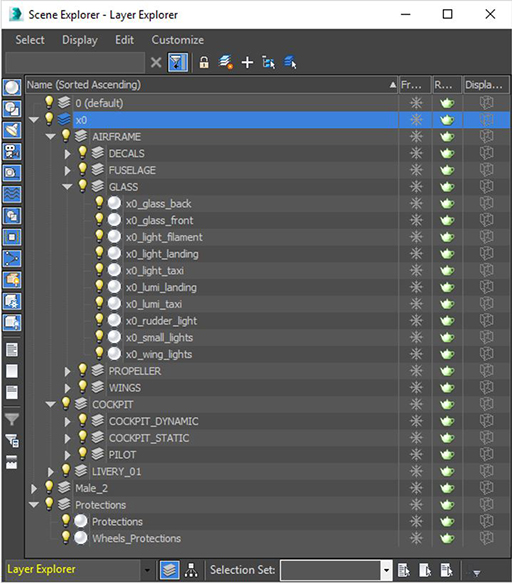 Scene Explorer - Layer Explorer
Select Display Edit Customize
Name (Sorted Ascending) Fr... R... Displa...
0 (default)
x0
AIRFRAME
DECALS
FUSELAGE
GLASS
x0_glass_back
x0_glass_front
x0_light_filament
x0_light_landing
x0_light_taxi
x0_lumi_landing
x0_lumi_taxi
x0_rudder_light
x0_small_lights
x0_wing_lights
PROPELLER
WINGS
COCKPIT
COCKPIT_DYNAMIC
COCKPIT_STATIC
PILOT
LIVERY_01
Male_2
Protections
Protections
Wheels_Protections
Layer Explorer Selection Set: